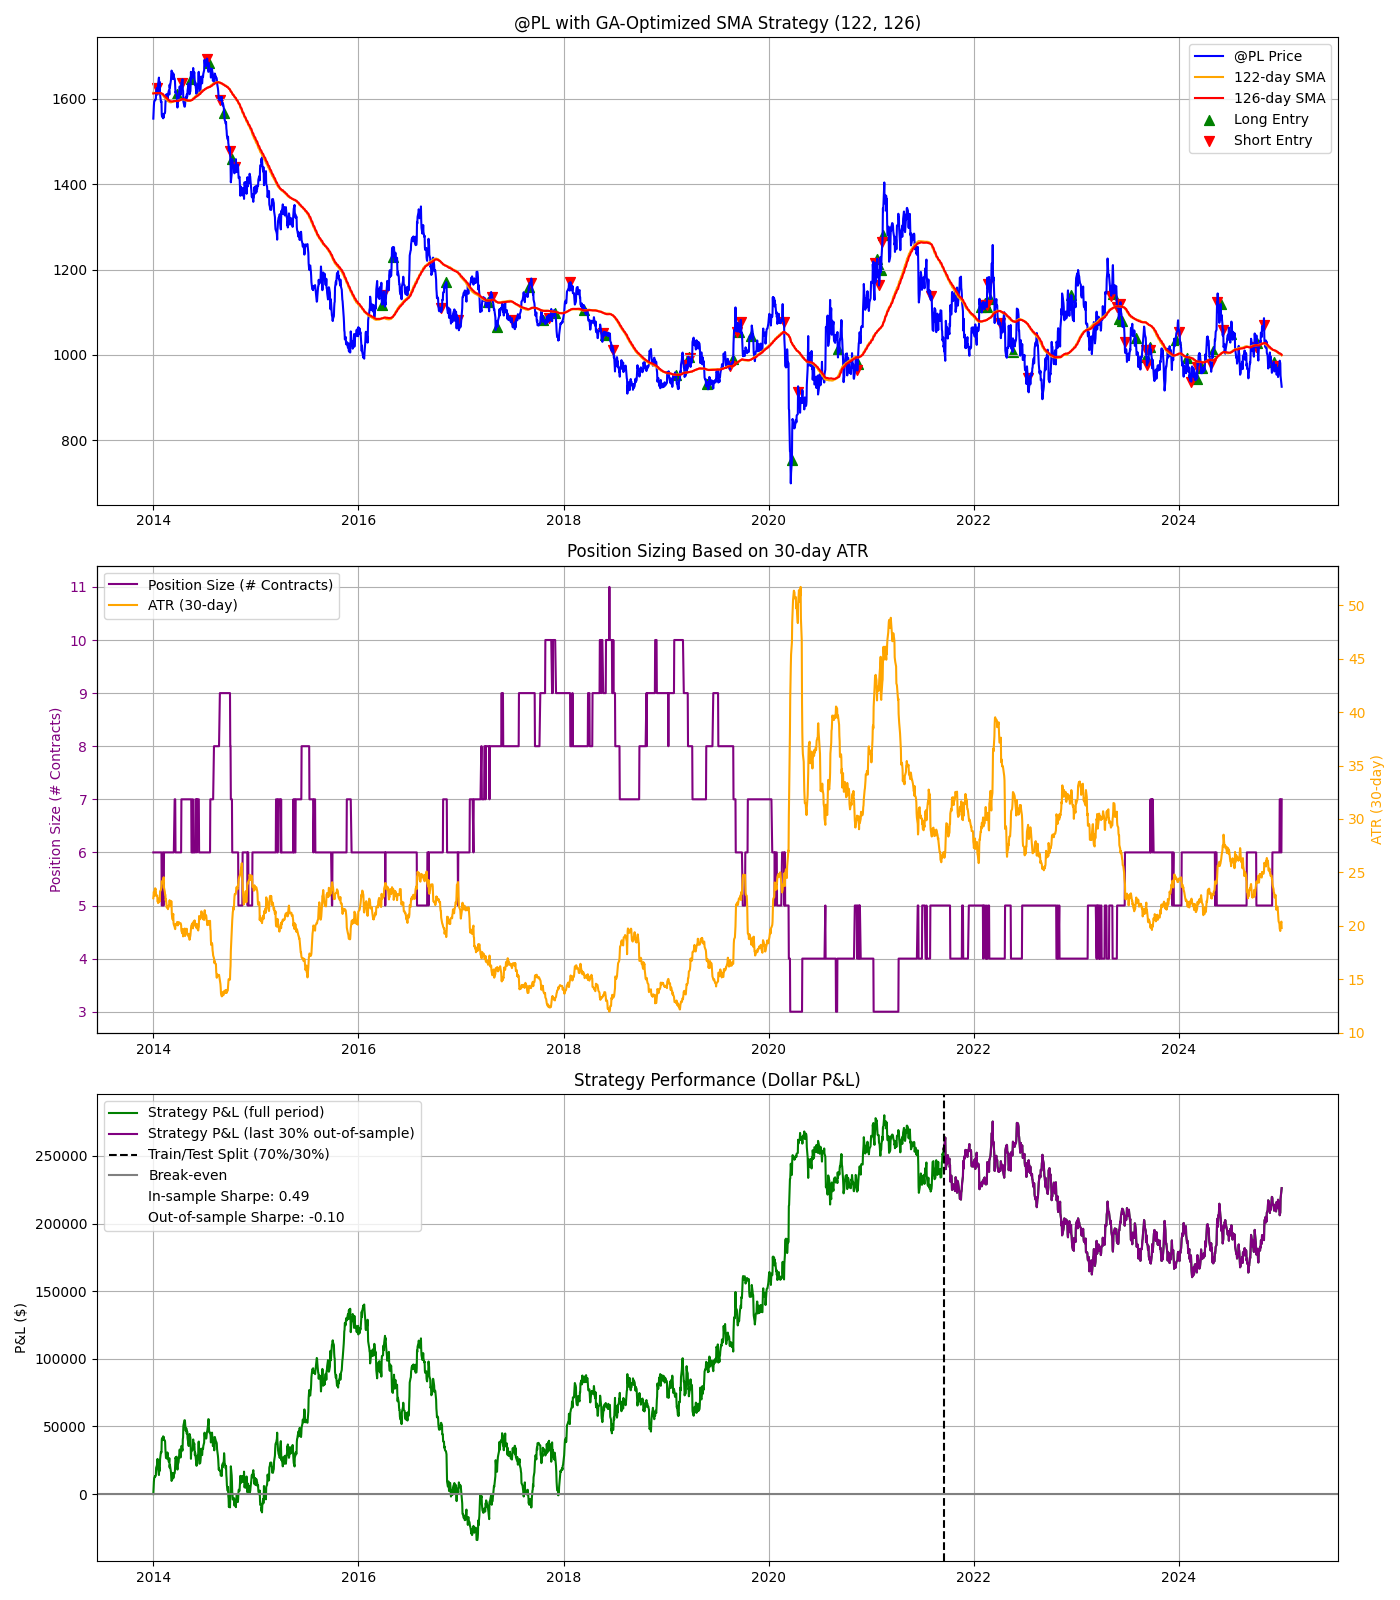 @PL with GA-Optimized SMA Strategy (122, 126)
@PL Price
122-day SMA
126-day SMA
Long Entry
Short Entry
1600
1400
1200
1000
800
2014 2016 2018 2020 2022 2024
Position Sizing Based on 30-day ATR
Position Size (# Contracts)
ATR (30-day)
Position Size (# Contracts)
11
10
9
8
7
6
5
4
3
50
45
40
35
30
25
20
15
10
ATR (30-day)
2014 2016 2018 2020 2022 2024
Strategy Performance (Dollar P&L)
Strategy P&L (full period)
Strategy P&L (last 30% out-of-sample)
Train/Test Split (70%/30%)
Break-even
In-sample Sharpe: 0.49
Out-of-sample Sharpe: -0.10
P&L ($)
250000
200000
150000
100000
50000
0
2014 2016 2018 2020 2022 2024